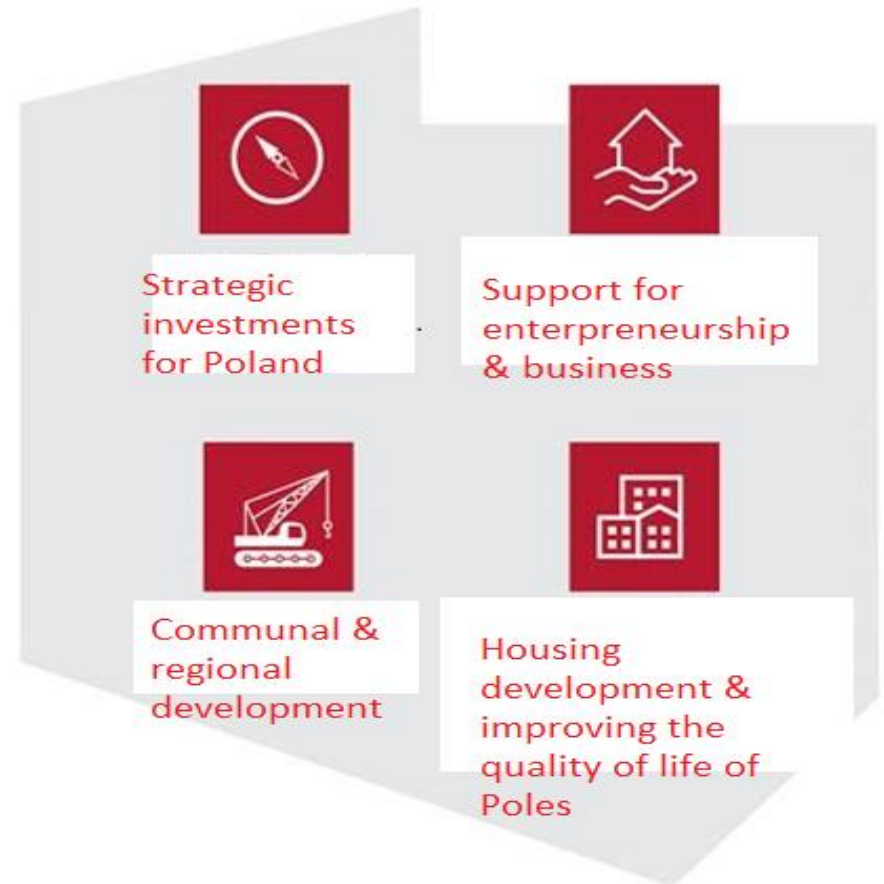 Strategic
investments
for Poland
Support for
enterpreneurship
& business
Communal &
regional
development
Housing
development &
improving the
quality of life of
Poles